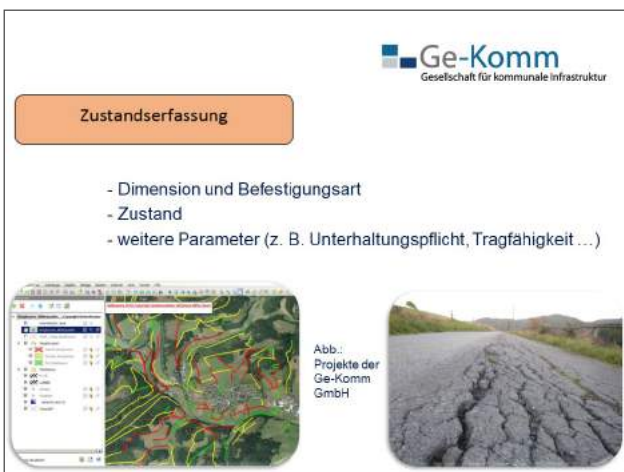 Ge-Komm
Gesellschaft für kommunale Infrastruktur
Zustandserfassung
- Dimension und Befestigungsart
- Zustand
- weitere Parameter (z. B. Unterhaltungspflicht, Tragfähigkeit …)
Abb.:
Projekte der
Ge-Komm
GmbH